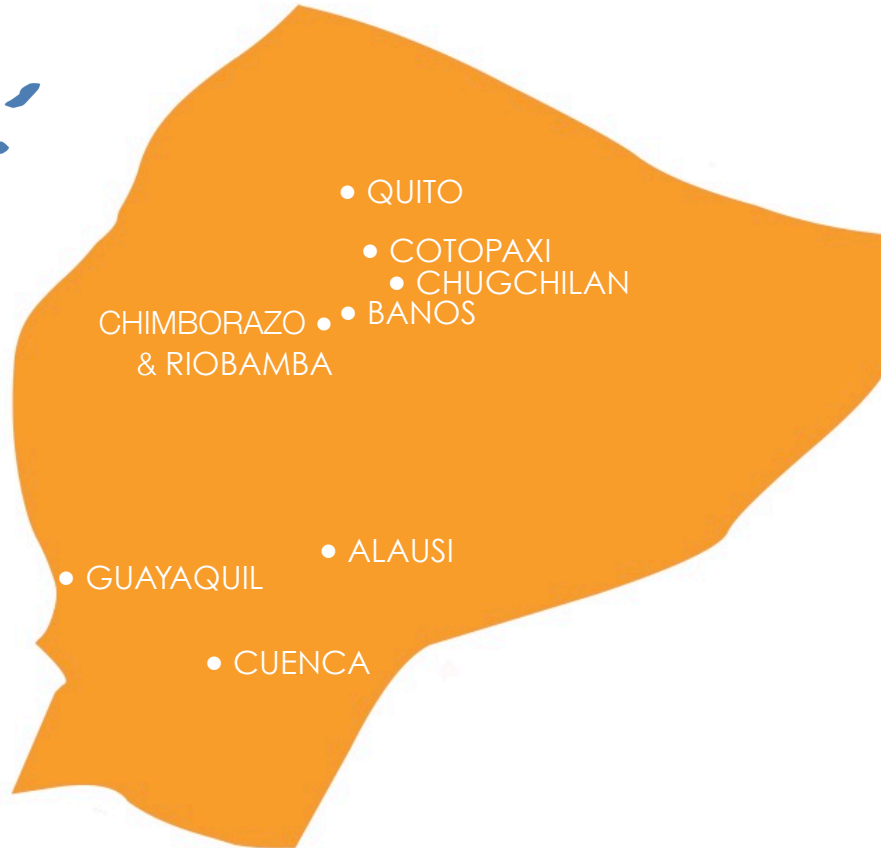 QUITO
COTOPAXI
CHUGCHILAN
BANOS
CHIMBORAZO
& RIOBAMBA
ALAUSI
GUAYAQUIL
CUENCA